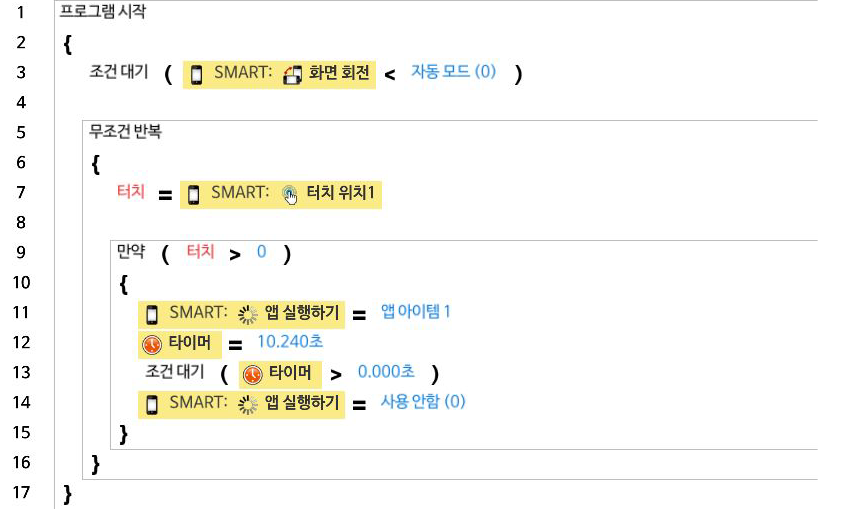 1 프로그램 시작
2 {
3 조건 대기 ( SMART: 화면 회전 < 자동 모드 (0) )
4
5 무조건 반복
6 {
7 터치 = SMART: 터치 위치1
8
9 만약 ( 터치 > 0 )
10 {
11 SMART: 앱 실행하기 = 앱 아이템 1
12 타이머 = 10.240초
13 조건 대기 ( 타이머 > 0.000초 )
14 SMART: 앱 실행하기 = 사용 안함 (0)
15 }
16 }
17 }